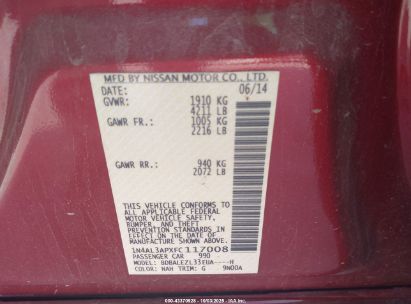 MFD BY NISSAN MOTOR CO., LTD.
DATE: 06/14
GVWR: 1910 KG
4211 LB
GAWR FR: 1005 KG
2216 LB
GAWR RR: 940 KG
2072 LB
THIS VEHICLE CONFORMS TO
ALL APPLICABLE FEDERAL
MOTOR VEHICLE SAFETY,
BUMPER, AND THEFT
PREVENTION STANDARDS IN
EFFECT ON THE DATE OF
MANUFACTURE SHOWN ABOVE.
1N4AL3APXFC117008
PASSENGER CAR 990
MODEL: BDBALEZL33EUA----H
COLOR: NAH TRIM: G 9N00A